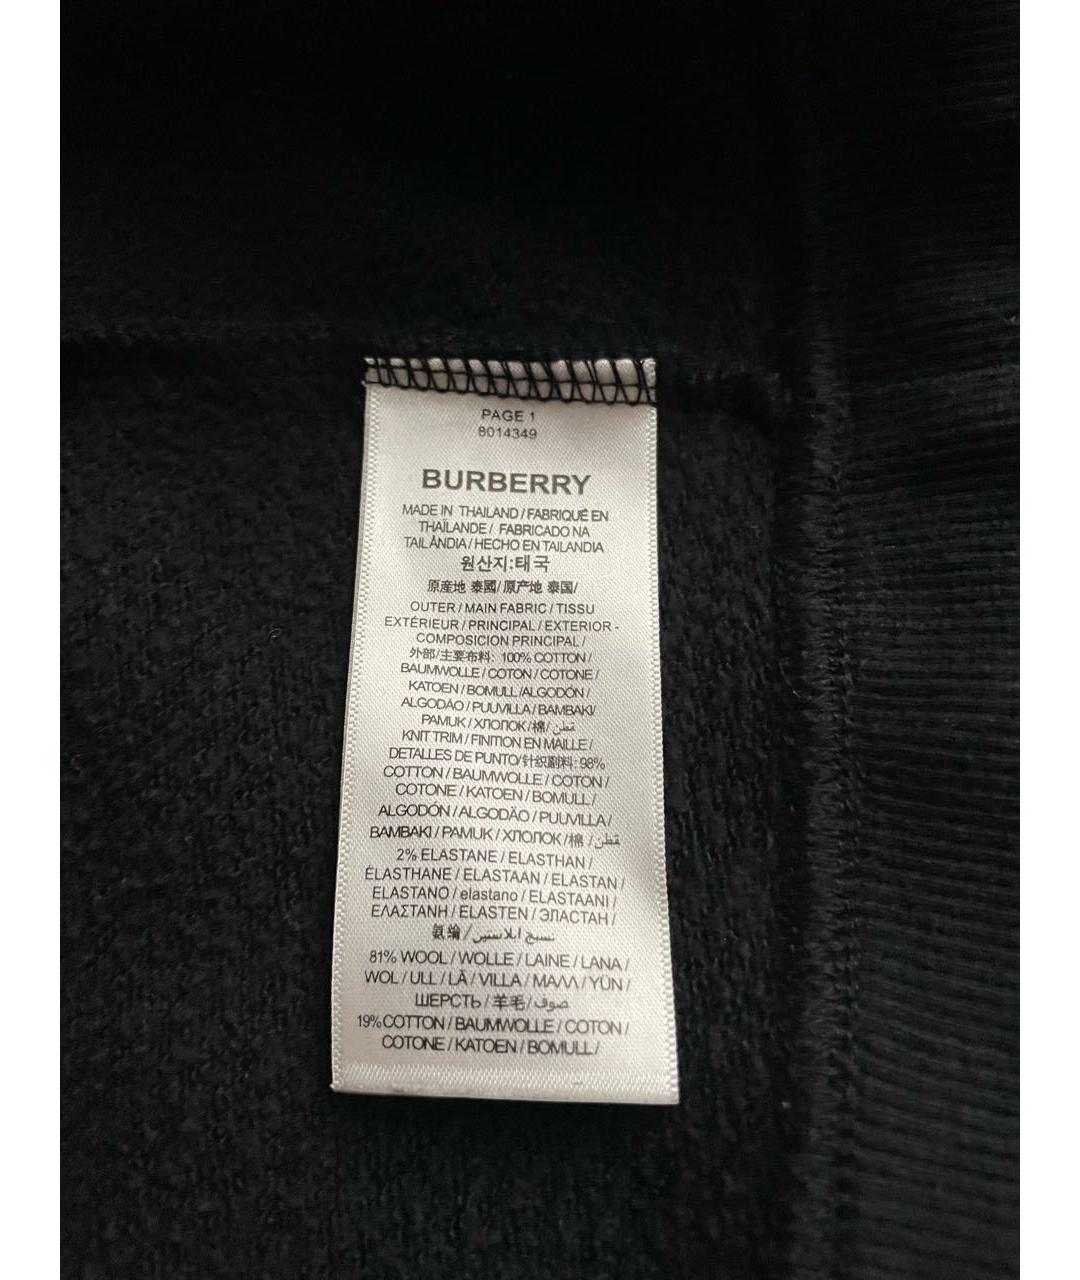 PAGE 1
8014349
BURBERRY
MADE IN THAILAND / FABRIQUÉ EN
THAÏLANDE / FABRICADO NA
TAILÂNDIA / HECHO EN TAILANDIA
원산지:태국
原産地 泰國/ 原产地 泰国/
OUTER / MAIN FABRIC / TISSU
EXTÉRIEUR / PRINCIPAL / EXTERIOR -
COMPOSICION PRINCIPAL /
外部/主要布料: 100% COTTON /
BAUMWOLLE / COTON / COTONE /
KATOEN / BOMULL /ALGODÓN /
ALGODÃO / PUUVILLA / BAMBAKI/
PAMUK / ХЛОПОК /棉/ قطن
KNIT TRIM / FINITION EN MAILLE /
DETALLES DE PUNTO/针织副料: 98%
COTTON / BAUMWOLLE / COTON /
COTONE / KATOEN / BOMULL /
ALGODÓN / ALGODÃO / PUUVILLA /
BAMBAKI / PAMUK / ХЛОПОК /棉 /قطن
2% ELASTANE / ELASTHAN /
ÉLASTHANE / ELASTAAN / ELASTAN /
ELASTANO / elastano / ELASTAANI /
ΕΛΑΣΤΑΝΗ / ELASTEN / ЭЛАСТАН /
氨纶 / نسيج ايلاستين
81% WOOL / WOLLE / LAINE / LANA /
WOL / ULL / LÃ / VILLA / ΜΑΛΛΙ / YÜN /
ШЕРСТЬ / 羊毛 / صوف
19% COTTON / BAUMWOLLE / COTON /
COTONE / KATOEN / BOMULL /